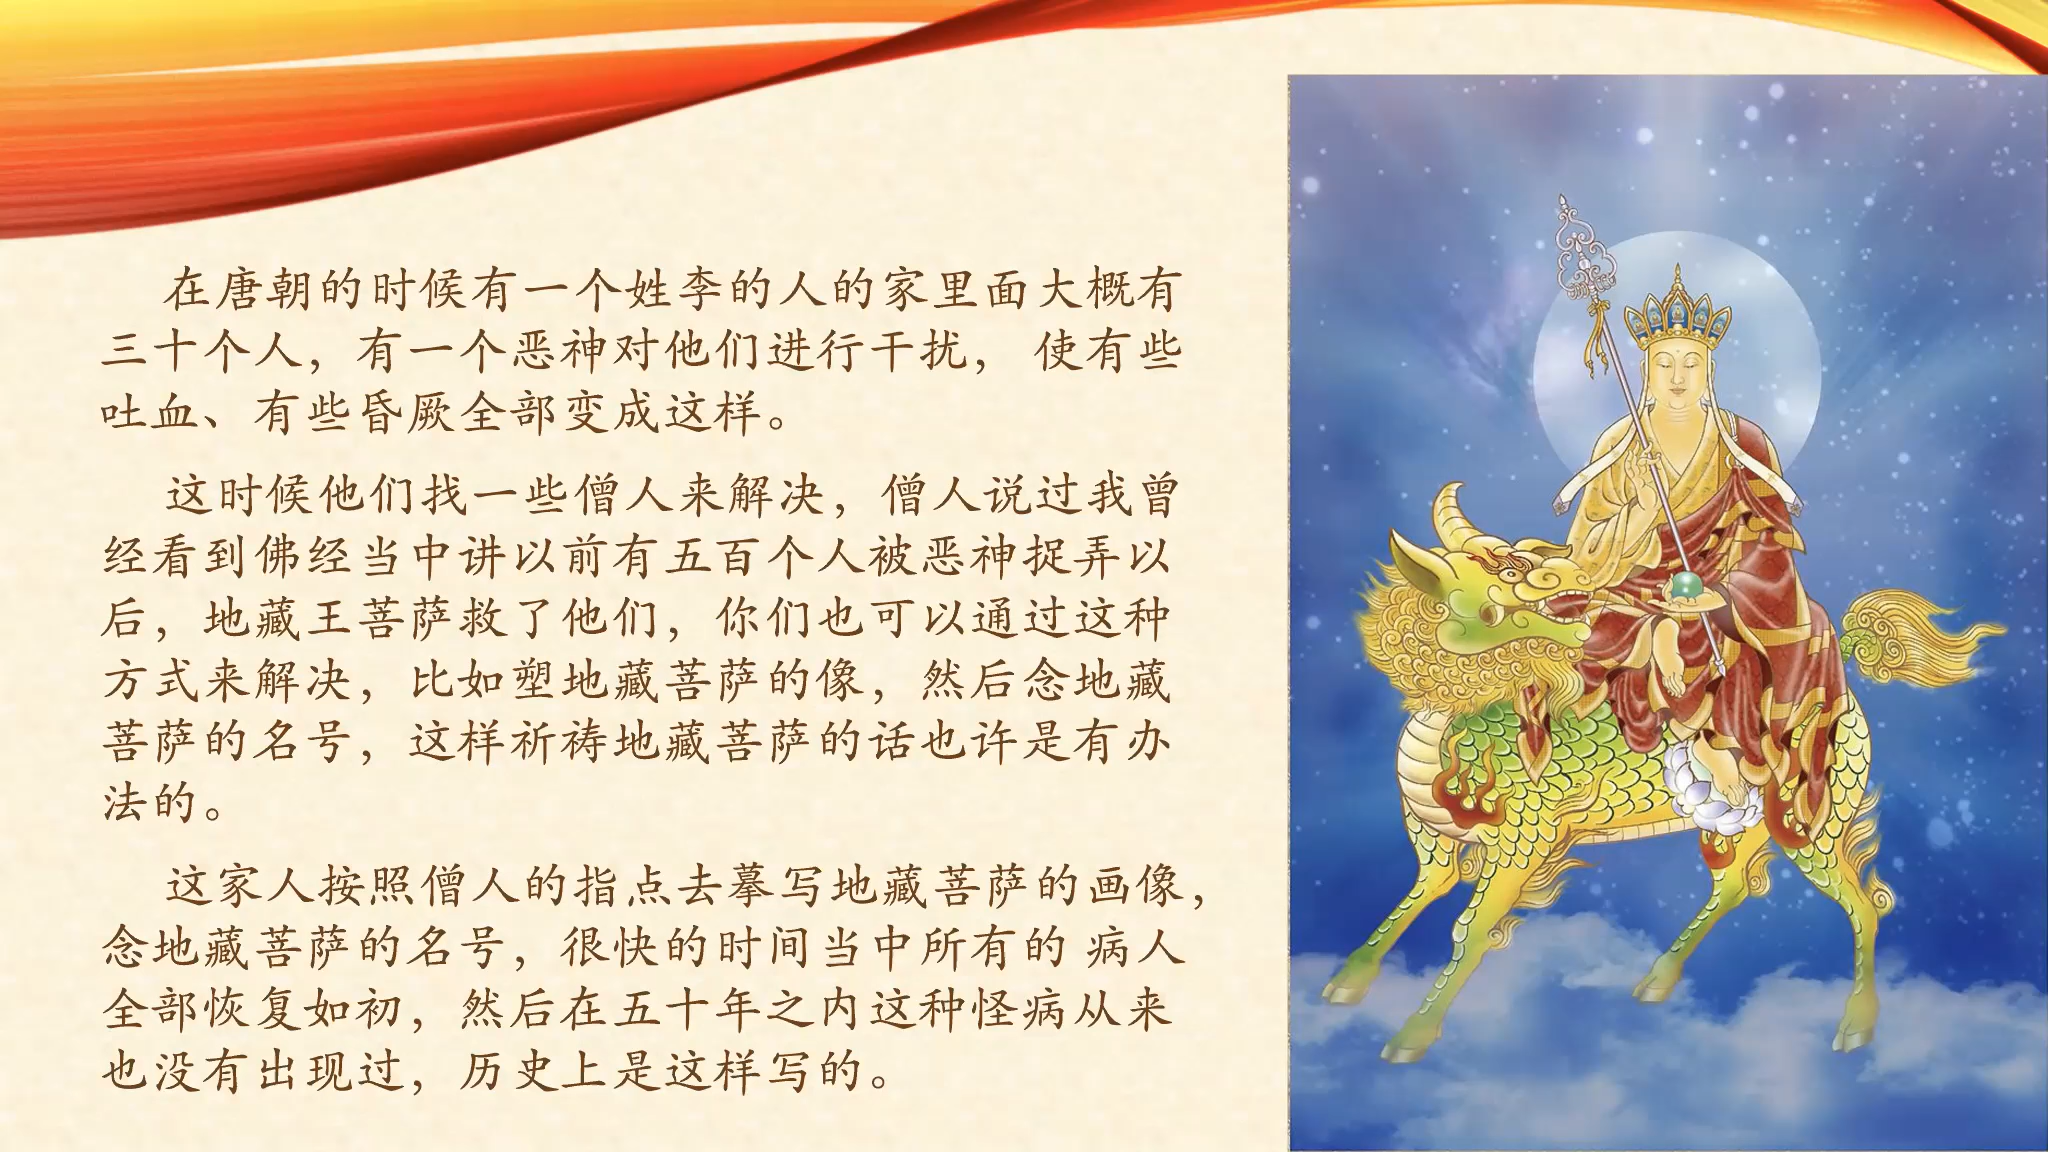 在唐朝的时候有一个姓李的人的家里面大概有
三十个人，有一个恶神对他们进行干扰， 使有些
吐血、有些昏厥全部变成这样。
这时候他们找一些僧人来解决，僧人说过我曾
经看到佛经当中讲以前有五百个人被恶神捉弄以
后，地藏王菩萨救了他们，你们也可以通过这种
方式来解决，比如塑地藏菩萨的像，然后念地藏
菩萨的名号，这样祈祷地藏菩萨的话也许是有办
法的。
这家人按照僧人的指点去摹写地藏菩萨的画像，
念地藏菩萨的名号，很快的时间当中所有的 病人
全部恢复如初，然后在五十年之内这种怪病从来
也没有出现过，历史上是这样写的。